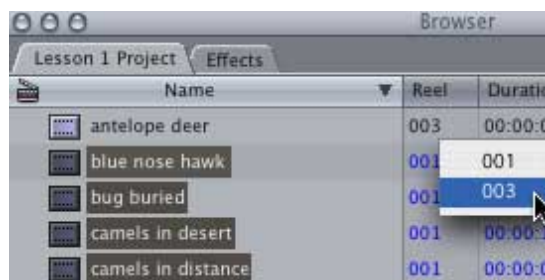 Browser
Lesson 1 Project Effects
Name Reel
antelope deer 003
blue nose hawk 001 001
bug buried 001 003
camels in desert 001
camels in distance 001